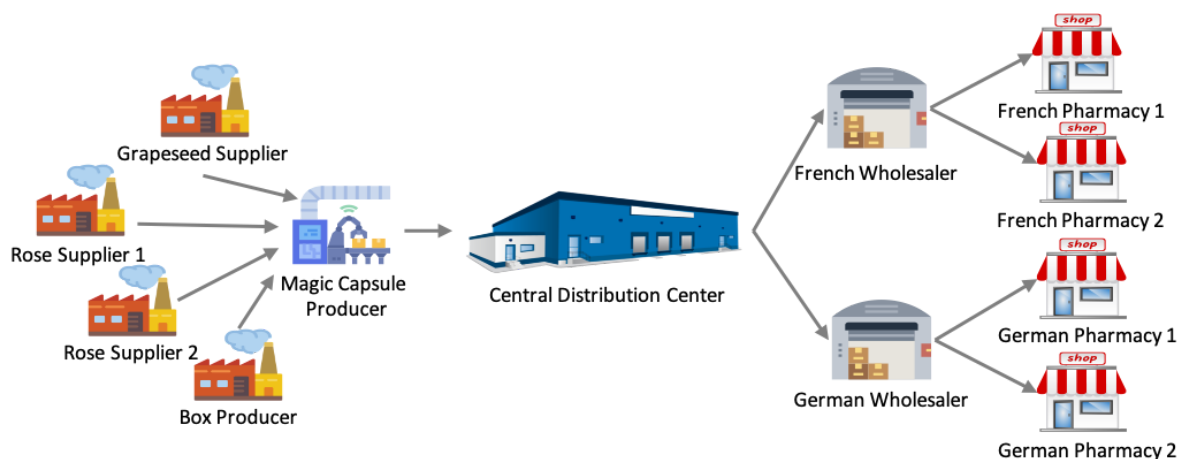 shop
French Pharmacy 1
Grapeseed Supplier
shop
French Wholesaler
French Pharmacy 2
Rose Supplier 1
shop
Magic Capsule
Producer
Central Distribution Center
German Pharmacy 1
Rose Supplier 2
shop
German Wholesaler
Box Producer
German Pharmacy 2